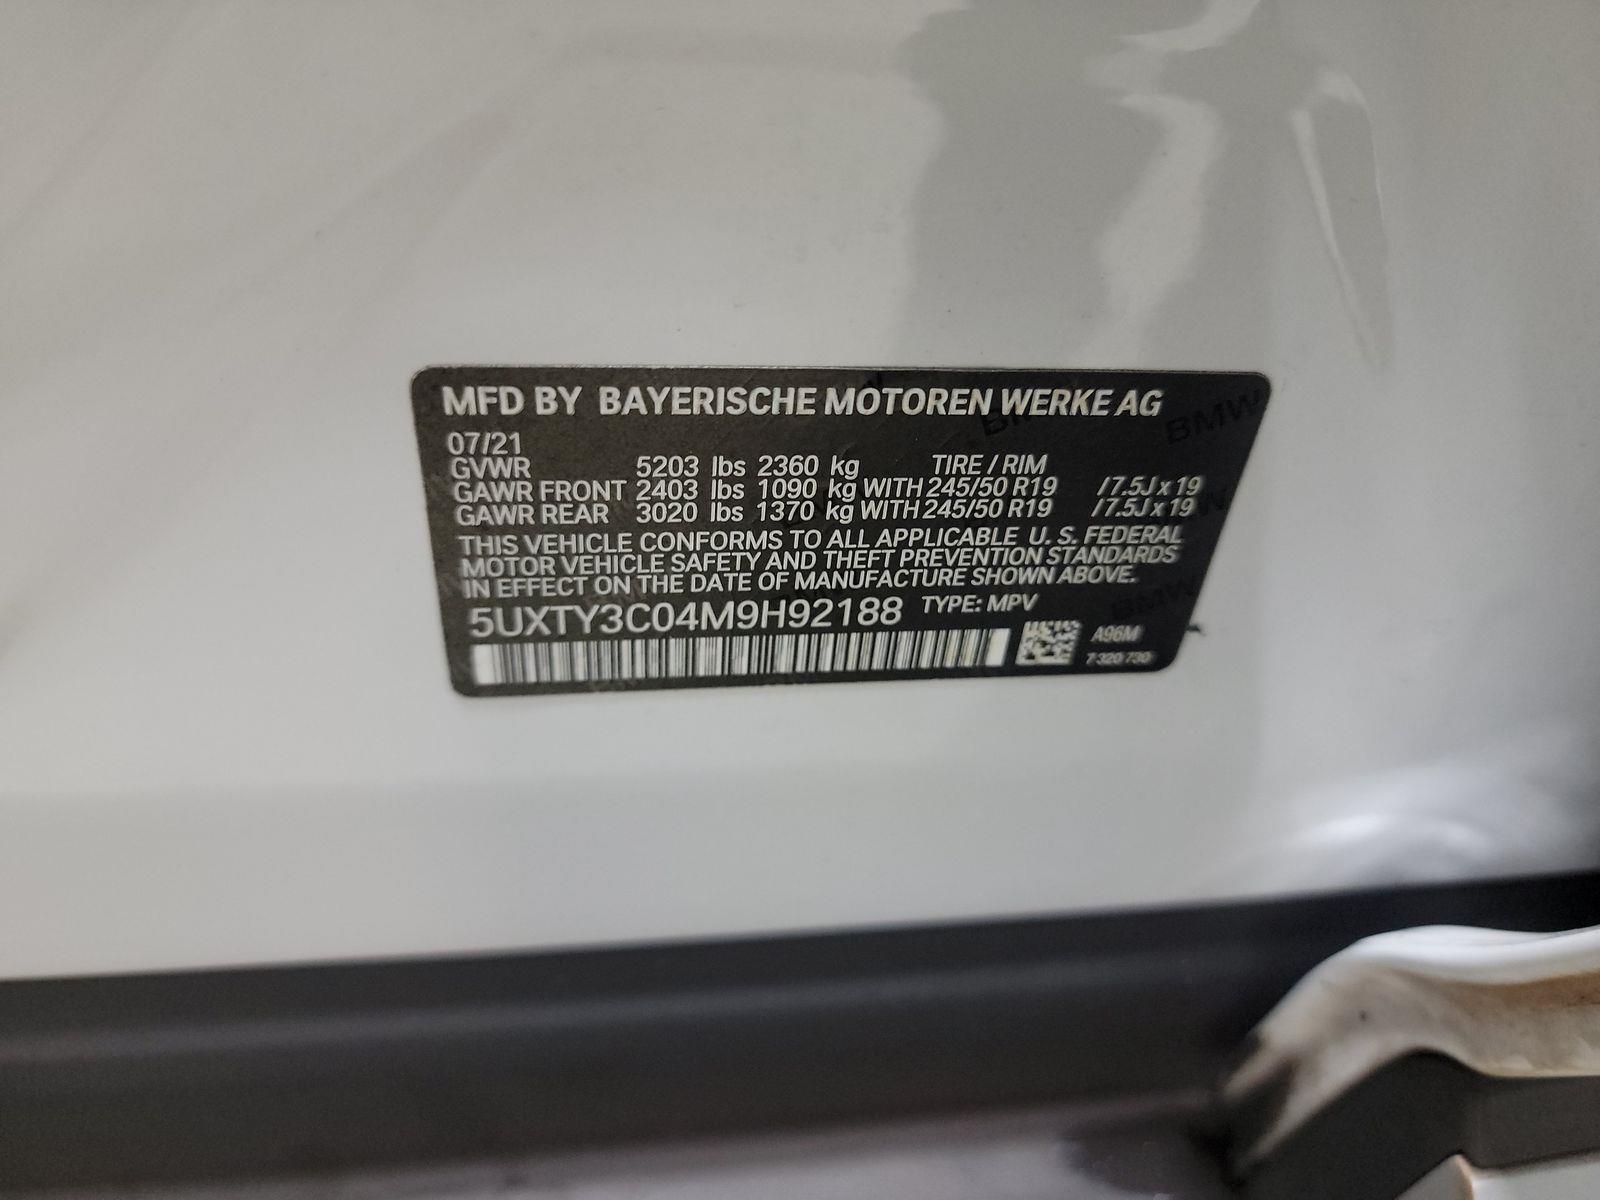 MFD BY BAYERISCHE MOTOREN WERKE AG
07/21
GVWR 5203 lbs 2360 kg TIRE / RIM
GAWR FRONT 2403 lbs 1090 kg WITH 245/50 R19 / 7.5J x 19
GAWR REAR 3020 lbs 1370 kg WITH 245/50 R19 / 7.5J x 19
THIS VEHICLE CONFORMS TO ALL APPLICABLE U. S. FEDERAL
MOTOR VEHICLE SAFETY AND THEFT PREVENTION STANDARDS
IN EFFECT ON THE DATE OF MANUFACTURE SHOWN ABOVE.
5UXTY3C04M9H92188 TYPE: MPV
A96M
7 320 730
BMW
BMW
BMW